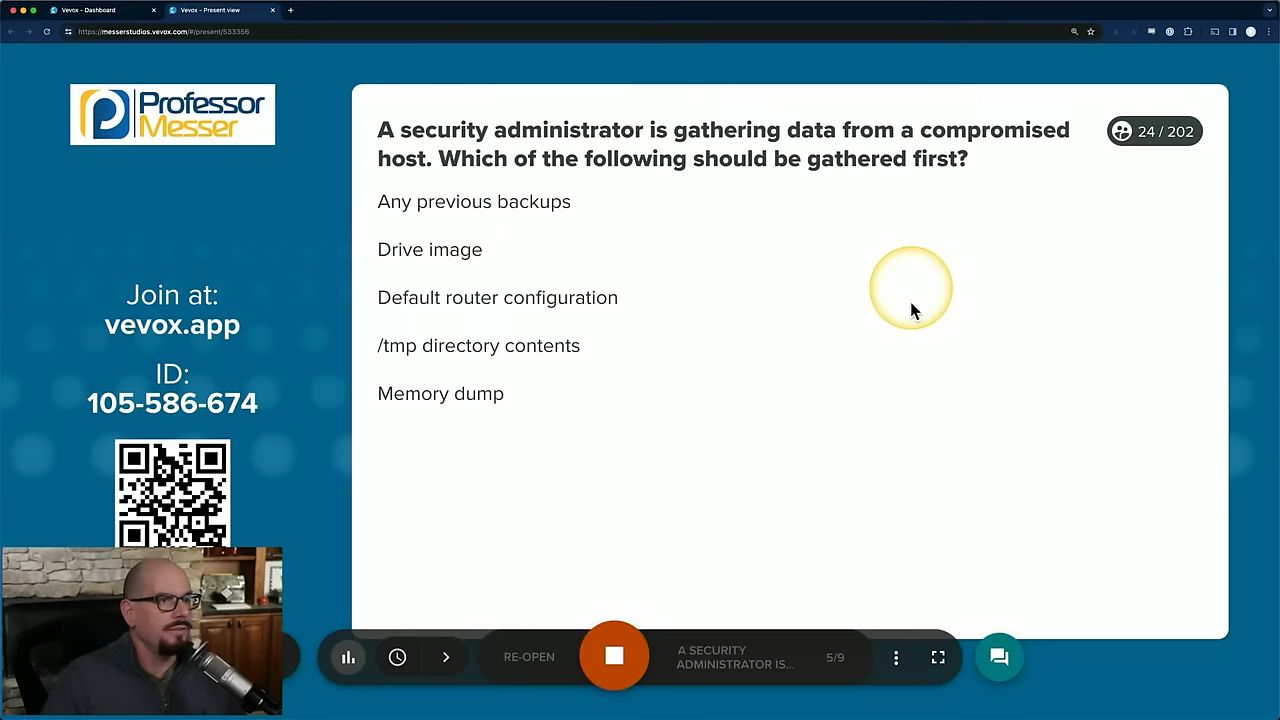 Vevox - Dashboard
Vevox - Present view
https://messerstudios.vevox.com/#/present/533356
Professor
Messer
A security administrator is gathering data from a compromised
host. Which of the following should be gathered first?
24 / 202
Any previous backups
Drive image
Default router configuration
/tmp directory contents
Memory dump
Join at:
vevox.app
ID:
105-586-674
RE-OPEN
A SECURITY
ADMINISTRATOR IS...
5/9